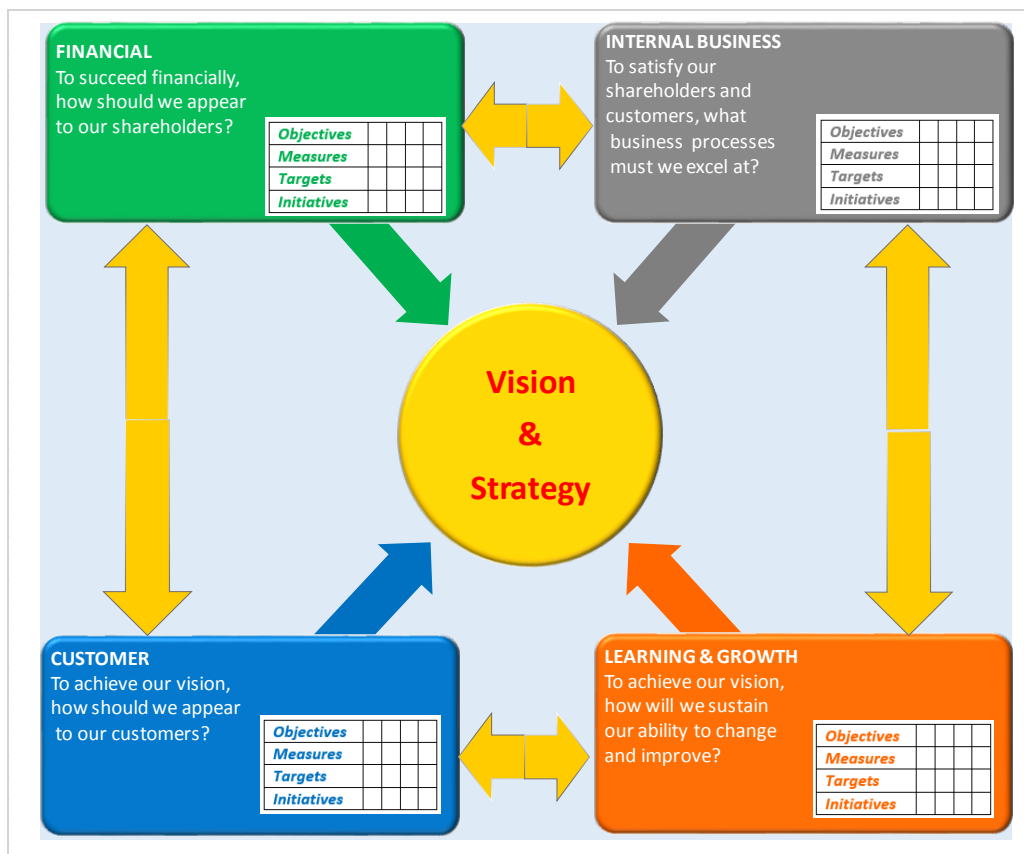 FINANCIAL
To succeed financially,
how should we appear
to our shareholders?
Objectives
Measures
Targets
Initiatives
INTERNAL BUSINESS
To satisfy our
shareholders and
customers, what
business processes
must we excel at?
Objectives
Measures
Targets
Initiatives
Vision
&
Strategy
CUSTOMER
To achieve our vision,
how should we appear
to our customers?
Objectives
Measures
Targets
Initiatives
LEARNING & GROWTH
To achieve our vision,
how will we sustain
our ability to change
and improve?
Objectives
Measures
Targets
Initiatives